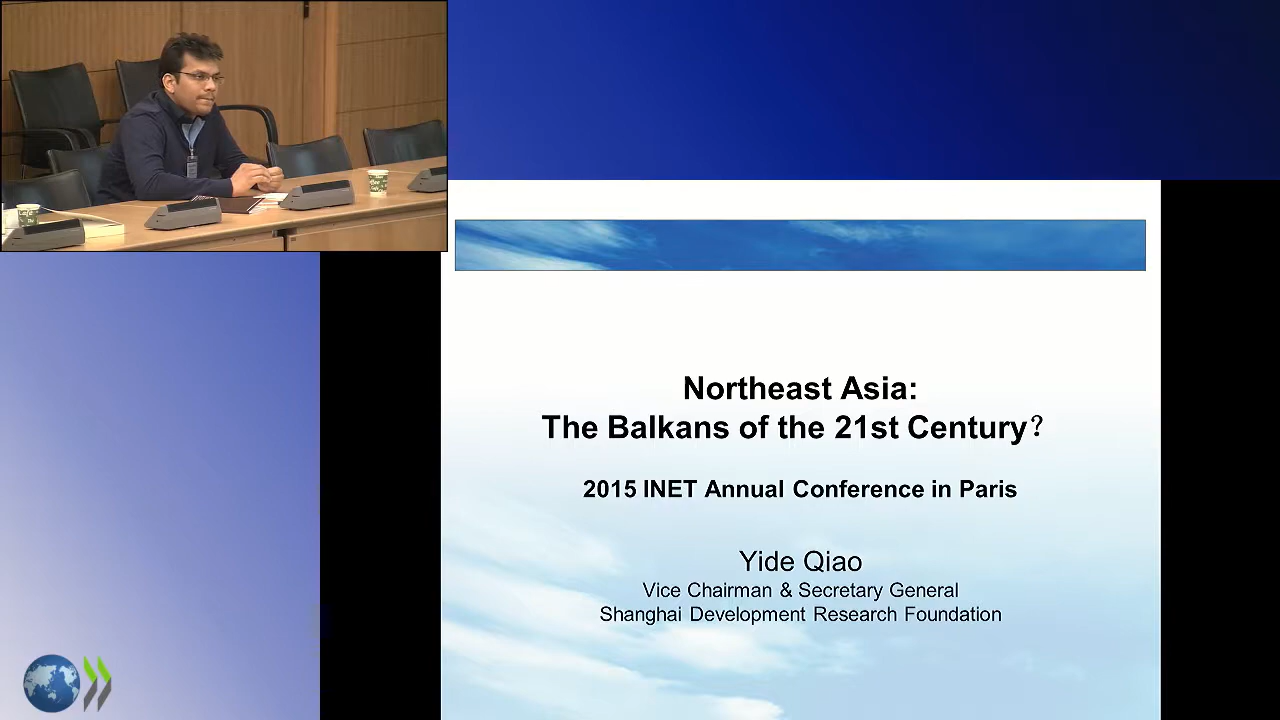 Northeast Asia:
The Balkans of the 21st Century?
2015 INET Annual Conference in Paris
Yide Qiao
Vice Chairman & Secretary General
Shanghai Development Research Foundation